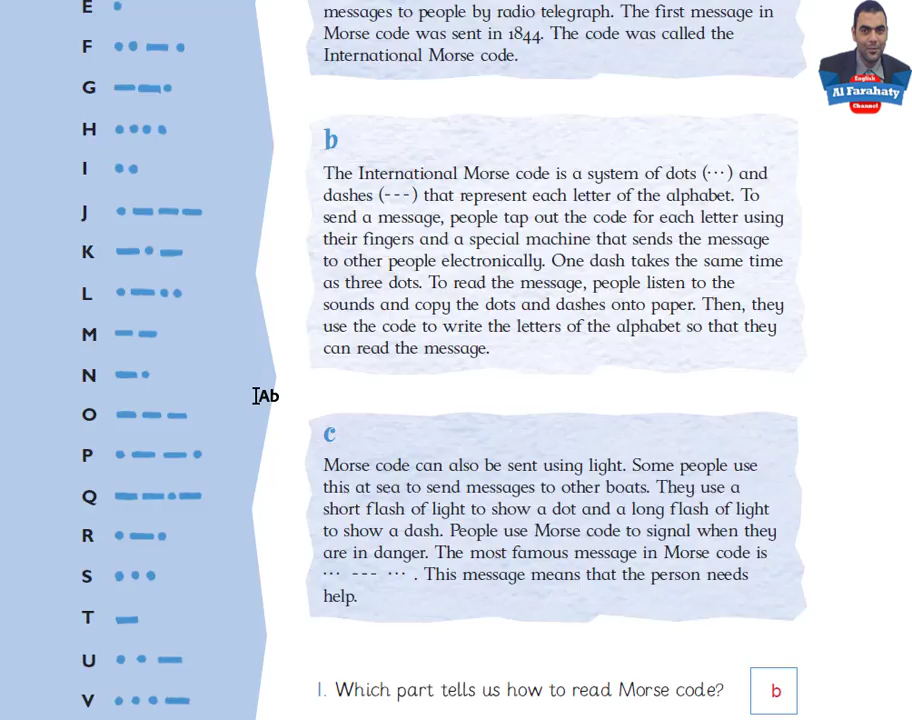 E
F
G
H
I
J
K
L
M
N
O
P
Q
R
S
T
U
V
messages to people by radio telegraph. The first message in
Morse code was sent in 1844. The code was called the
International Morse code.
b
The International Morse code is a system of dots (···) and
dashes (---) that represent each letter of the alphabet. To
send a message, people tap out the code for each letter using
their fingers and a special machine that sends the message
to other people electronically. One dash takes the same time
as three dots. To read the message, people listen to the
sounds and copy the dots and dashes onto paper. Then, they
use the code to write the letters of the alphabet so that they
can read the message.
Ab
c
Morse code can also be sent using light. Some people use
this at sea to send messages to other boats. They use a
short flash of light to show a dot and a long flash of light
to show a dash. People use Morse code to signal when they
are in danger. The most famous message in Morse code is
··· --- ··· . This message means that the person needs
help.
1. Which part tells us how to read Morse code? b
English
Al Farahaty
Channel